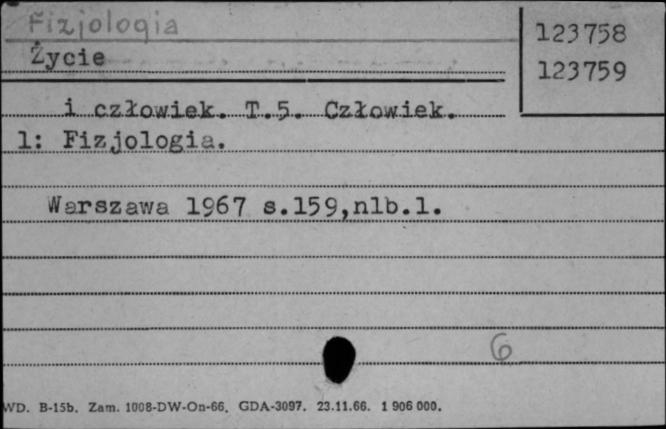 Fizjologia
Życie
123758
123759
i człowiek. T.5. Człowiek.
1: Fizjologia.
Warszawa 1967 s.159,nlb.1.
6
WD. B-15b. Zam. 1008-DW-On-66. GDA-3097. 23.11.66. 1 906 000.